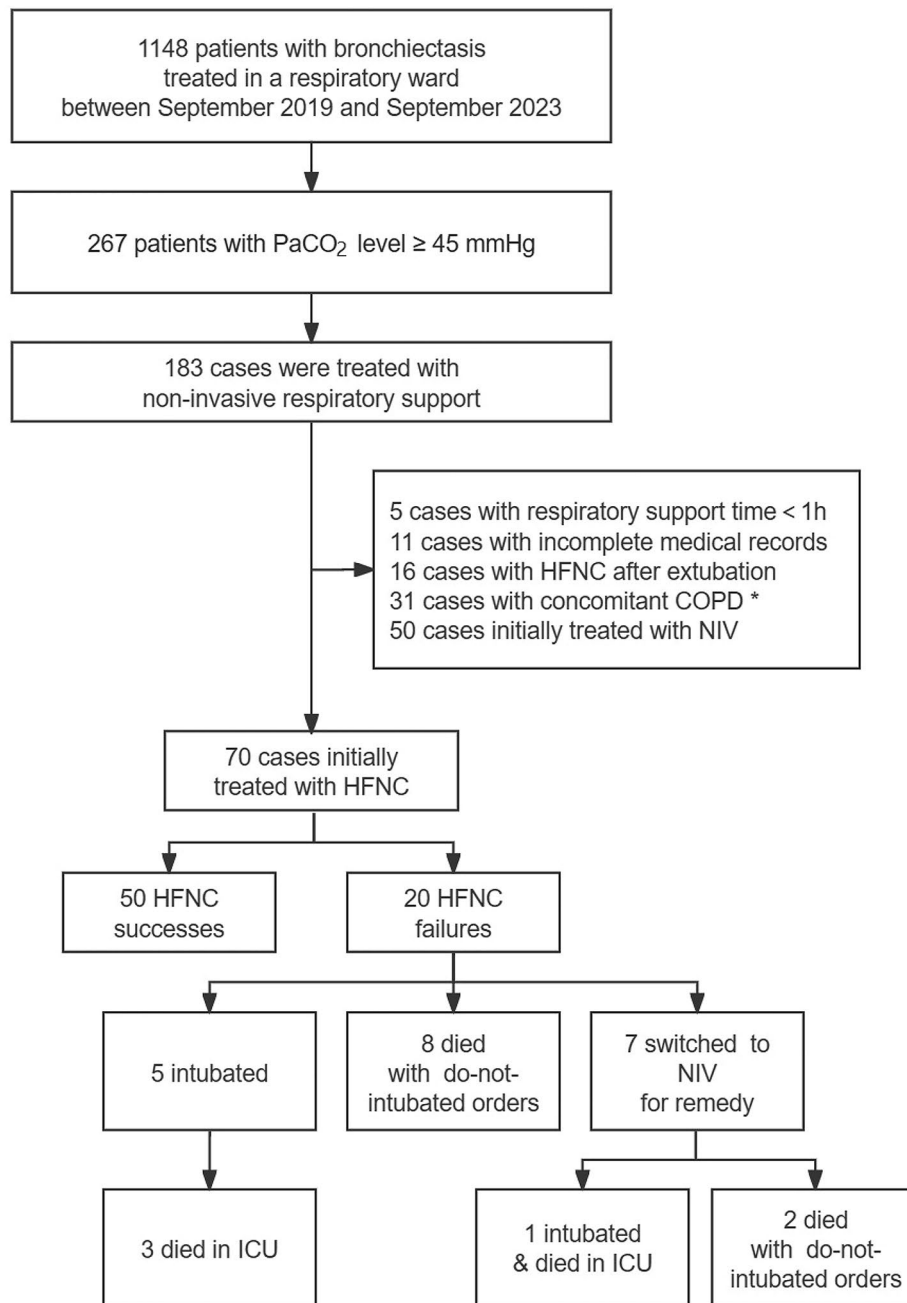 1148 patients with bronchiectasis
treated in a respiratory ward
between September 2019 and September 2023
267 patients with PaCO2 level ≥ 45 mmHg
183 cases were treated with
non-invasive respiratory support
5 cases with respiratory support time < 1h
11 cases with incomplete medical records
16 cases with HFNC after extubation
31 cases with concomitant COPD *
50 cases initially treated with NIV
70 cases initially
treated with HFNC
50 HFNC
successes
20 HFNC
failures
5 intubated
8 died
with do-not-
intubated orders
7 switched to
NIV
for remedy
3 died in ICU
1 intubated
& died in ICU
2 died
with do-not-
intubated orders